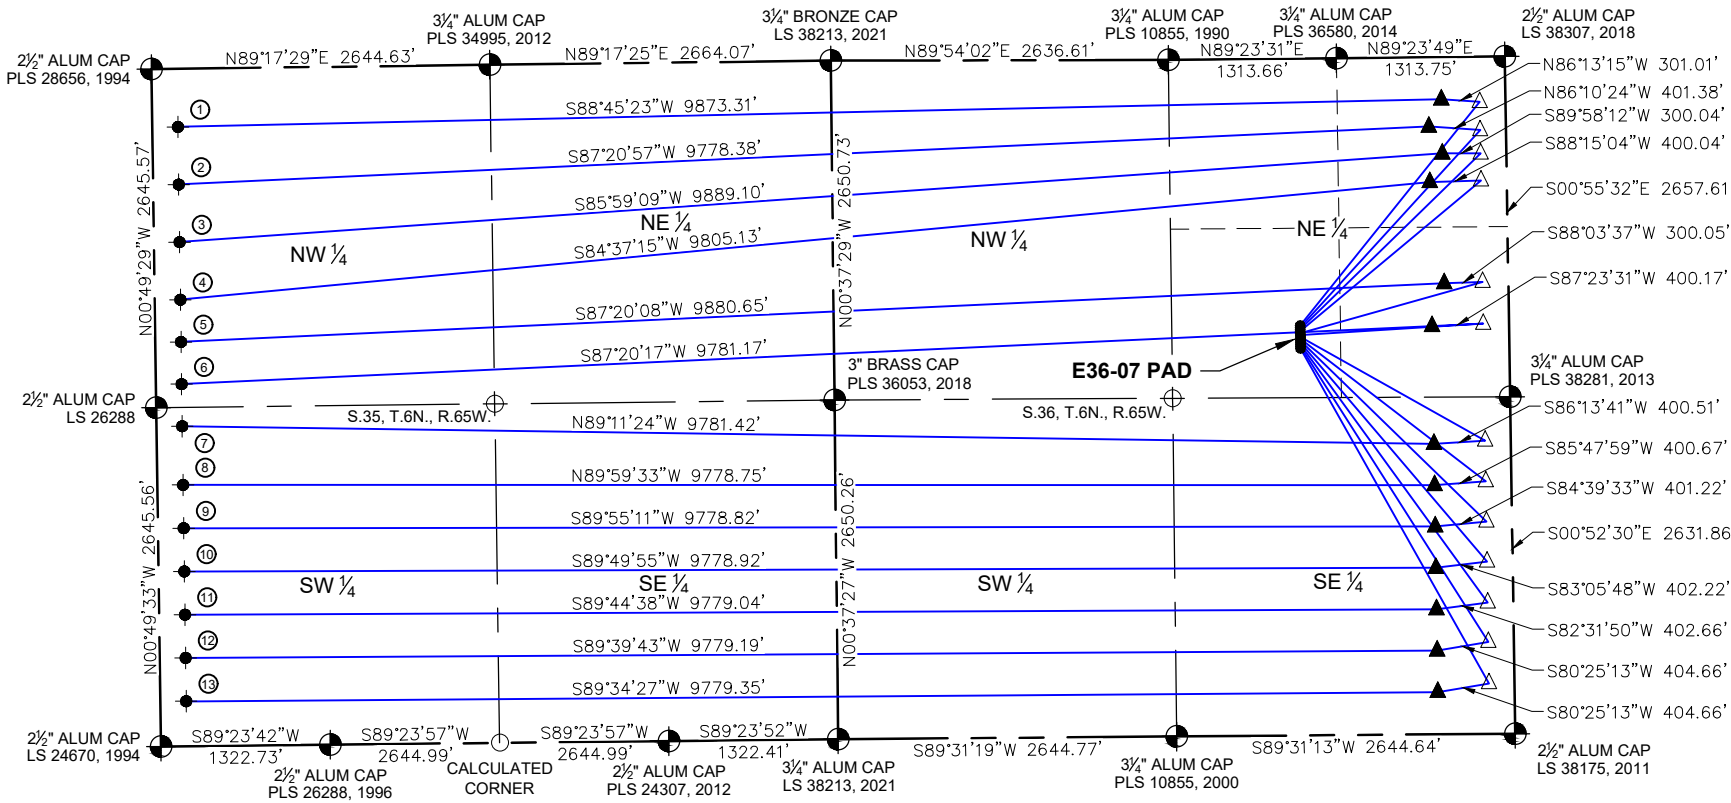 2½" ALUM CAP
PLS 28656, 1994
3¼" ALUM CAP
PLS 34995, 2012
3¼" BRONZE CAP
LS 38213, 2021
3¼" ALUM CAP
PLS 10855, 1990
3¼" ALUM CAP
PLS 36580, 2014
2½" ALUM CAP
LS 38307, 2018
N89°17'29"E 2644.63'
N89°17'25"E 2664.07'
N89°54'02"E 2636.61'
N89°23'31"E
1313.66'
N89°23'49"E
1313.75'
N86°13'15"W 301.01'
N86°10'24"W 401.38'
S89°58'12"W 300.04'
S88°15'04"W 400.04'
S00°55'32"E 2657.61
S88°03'37"W 300.05'
S87°23'31"W 400.17'
1
S88°45'23"W 9873.31'
2
S87°20'57"W 9778.38'
3
S85°59'09"W 9889.10'
4
S84°37'15"W 9805.13'
5
S87°20'08"W 9880.65'
6
S87°20'17"W 9781.17'
N00°49'29"W 2645.57'
N00°37'29"W 2650.73'
NW ¼
NE ¼
NW ¼
NE ¼
E36-07 PAD
3" BRASS CAP
PLS 36053, 2018
2½" ALUM CAP
LS 26288
3¼" ALUM CAP
PLS 38281, 2013
S.35, T.6N., R.65W.
S.36, T.6N., R.65W.
7
N89°11'24"W 9781.42'
8
N89°59'33"W 9778.75'
9
S89°55'11"W 9778.82'
10
S89°49'55"W 9778.92'
11
S89°44'38"W 9779.04'
12
S89°39'43"W 9779.19'
13
S89°34'27"W 9779.35'
N00°49'33"W 2645.56'
N00°37'27"W 2650.26'
SW ¼
SE ¼
SW ¼
SE ¼
S86°13'41"W 400.51'
S85°47'59"W 400.67'
S84°39'33"W 401.22'
S00°52'30"E 2631.86
S83°05'48"W 402.22'
S82°31'50"W 402.66'
S80°25'13"W 404.66'
S80°25'13"W 404.66'
2½" ALUM CAP
LS 24670, 1994
S89°23'42"W
1322.73'
S89°23'57"W
2644.99'
S89°23'57"W
2644.99'
S89°23'52"W
1322.41'
S89°31'19"W 2644.77'
S89°31'13"W 2644.64'
2½" ALUM CAP
PLS 26288, 1996
CALCULATED
CORNER
2½" ALUM CAP
PLS 24307, 2012
3¼" ALUM CAP
LS 38213, 2021
3¼" ALUM CAP
PLS 10855, 2000
2½" ALUM CAP
LS 38175, 2011